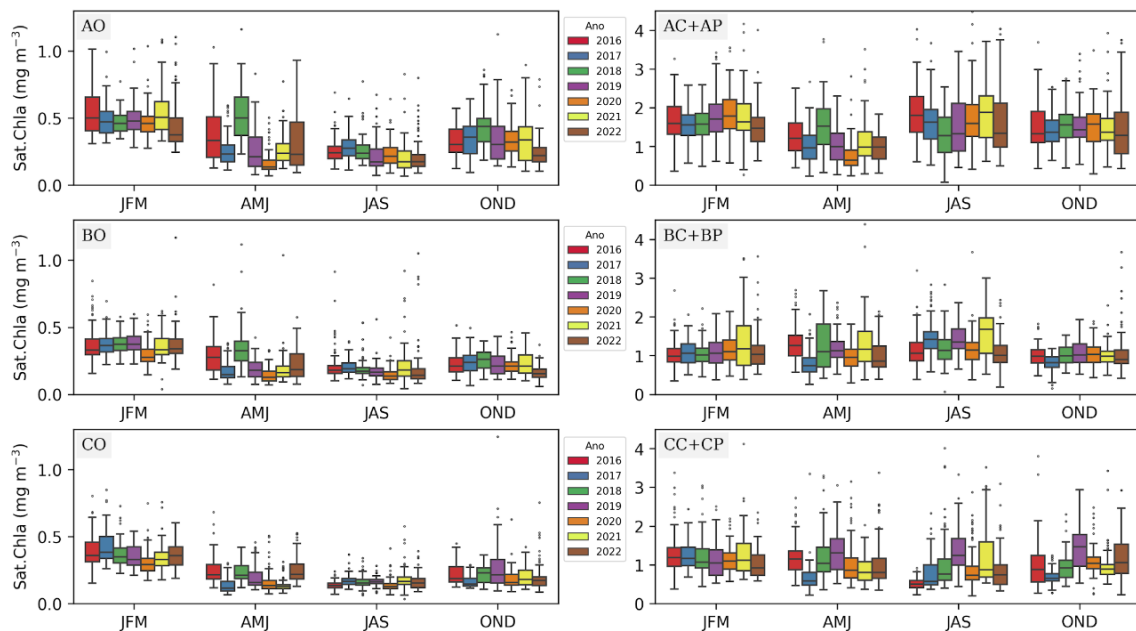 AO
Sat.Chla (mg m⁻³)
1.0
0.5
0.0
JFM AMJ JAS OND
Ano
2016
2017
2018
2019
2020
2021
2022
AC+AP
4
3
2
1
0
JFM AMJ JAS OND
BO
Sat.Chla (mg m⁻³)
1.0
0.5
0.0
JFM AMJ JAS OND
Ano
2016
2017
2018
2019
2020
2021
2022
BC+BP
4
3
2
1
0
JFM AMJ JAS OND
CO
Sat.Chla (mg m⁻³)
1.0
0.5
0.0
JFM AMJ JAS OND
Ano
2016
2017
2018
2019
2020
2021
2022
CC+CP
4
3
2
1
0
JFM AMJ JAS OND